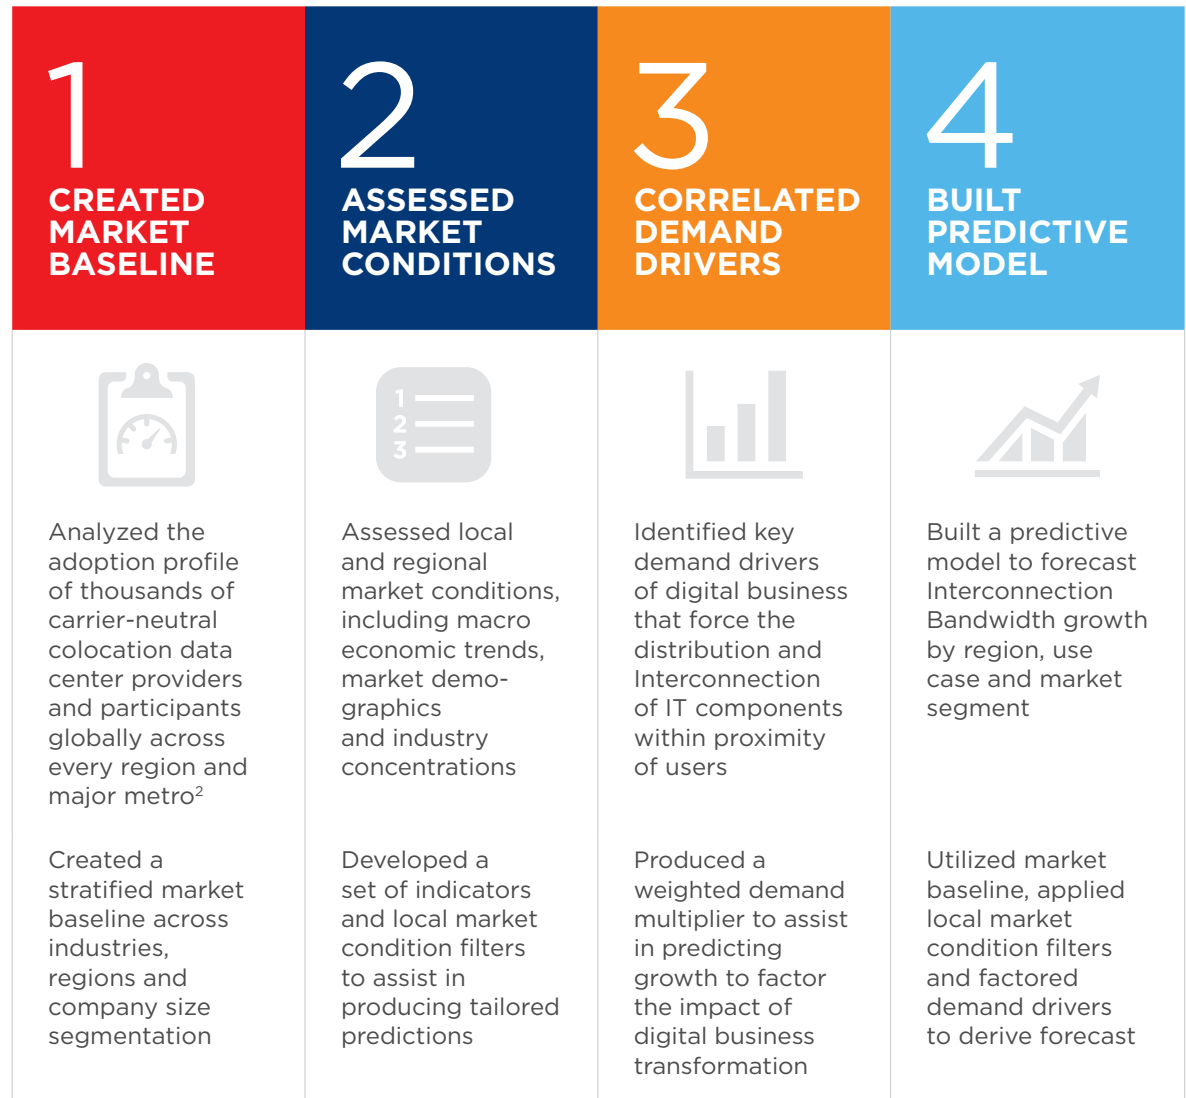 1
CREATED
MARKET
BASELINE
2
ASSESSED
MARKET
CONDITIONS
3
CORRELATED
DEMAND
DRIVERS
4
BUILT
PREDICTIVE
MODEL
1
2
3
Analyzed the
adoption profile
of thousands of
carrier-neutral
colocation data
center providers
and participants
globally across
every region and
major metro²
Created a
stratified market
baseline across
industries,
regions and
company size
segmentation
Assessed local
and regional
market conditions,
including macro
economic trends,
market demo-
graphics
and industry
concentrations
Developed a
set of indicators
and local market
condition filters
to assist in
producing tailored
predictions
Identified key
demand drivers
of digital business
that force the
distribution and
Interconnection
of IT components
within proximity
of users
Produced a
weighted demand
multiplier to assist
in predicting
growth to factor
the impact of
digital business
transformation
Built a predictive
model to forecast
Interconnection
Bandwidth growth
by region, use
case and market
segment
Utilized market
baseline, applied
local market
condition filters
and factored
demand drivers
to derive forecast